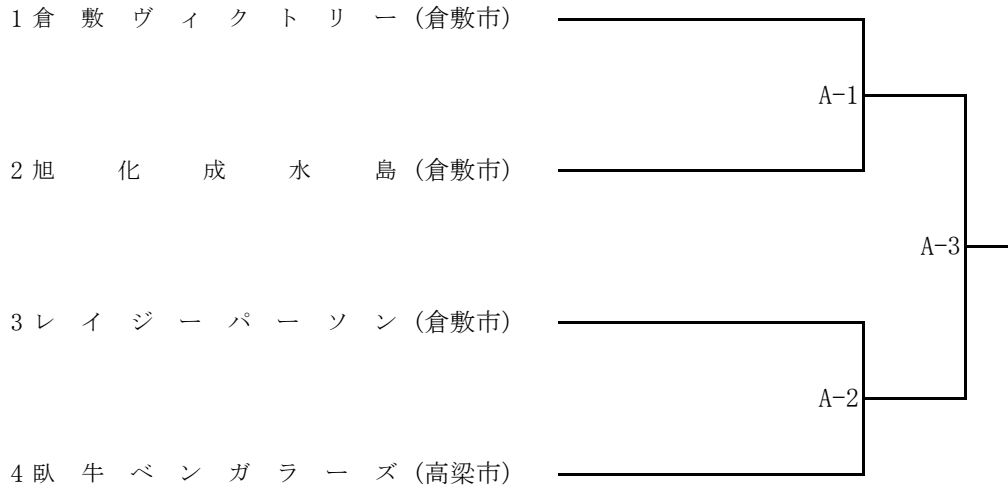 1 倉敷ヴィクトリー (倉敷市)
A-1
2 旭化成水島 (倉敷市)
A-3
3 レイジーパーソン (倉敷市)
A-2
4 臥牛ベンガラーズ (高梁市)